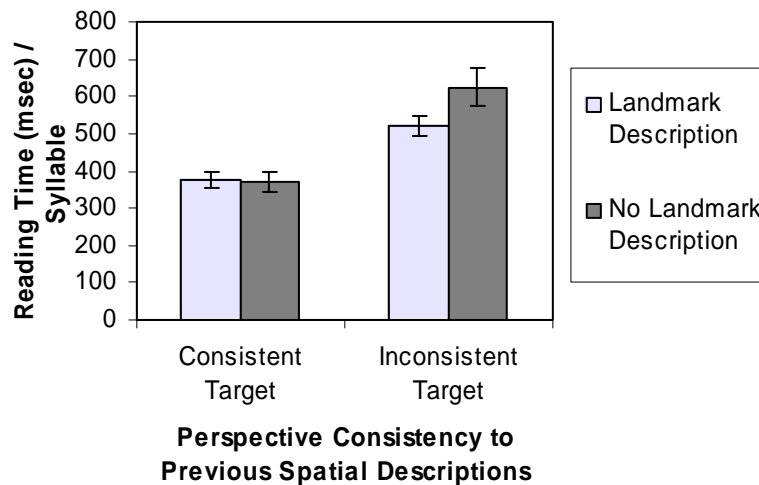 Reading Time (msec) /
Syllable
800
700
600
500
400
300
200
100
0
Consistent
Target
Inconsistent
Target
Perspective Consistency to
Previous Spatial Descriptions
Landmark
Description
No Landmark
Description